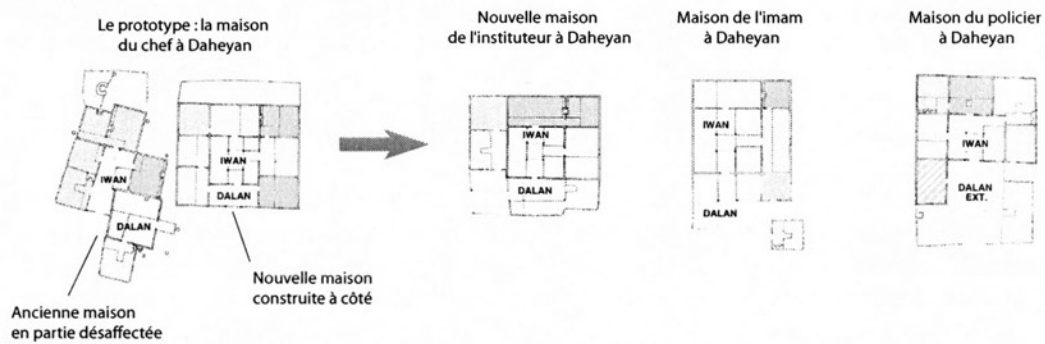 Le prototype : la maison
du chef à Daheyan
Nouvelle maison
de l'instituteur à Daheyan
Maison de l'imam
à Daheyan
Maison du policier
à Daheyan
IWAN
DALAN
IWAN
DALAN
IWAN
DALAN
IWAN
DALAN
IWAN
DALAN
EXT.
Nouvelle maison
construite à côté
Ancienne maison
en partie désaffectée